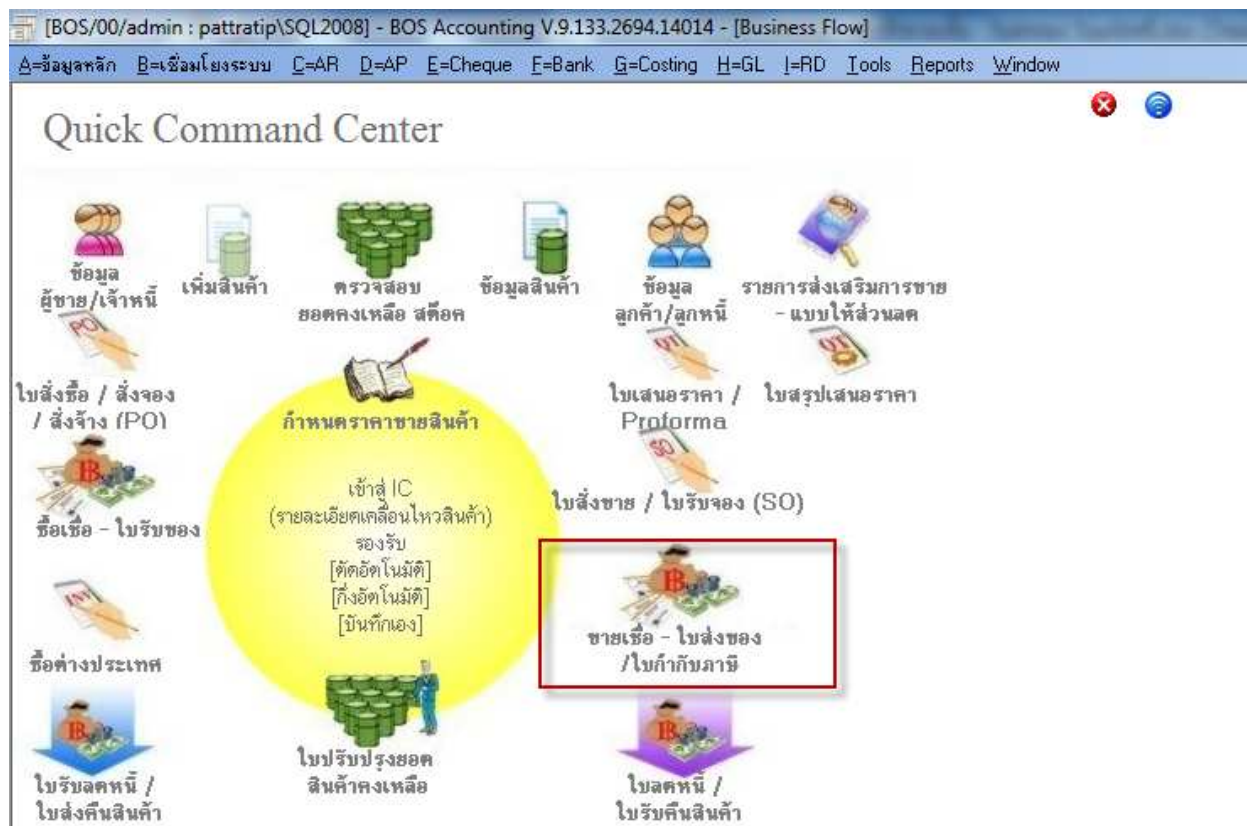 [BOS/00/admin : pattratip\SQL2008] - BOS Accounting V.9.133.2694.14014 - [Business Flow]
A=ข้อมูลหลัก B=เชื่อมโยงระบบ C=AR D=AP E=Cheque F=Bank G=Costing H=GL I=RD Tools Reports Window
Quick Command Center
ข้อมูล
ผู้ขาย/เจ้าหนี้
เพิ่มสินค้า
ตรวจสอบ
ยอดคงเหลือ สต๊อค
ข้อมูลสินค้า
ข้อมูล
ลูกค้า/ลูกหนี้
รายการส่งเสริมการขาย
- แบบให้ส่วนลด
PO
QT
QT
ใบสั่งซื้อ / สั่งจอง
/ สั่งจ้าง (PO)
กำหนดราคาขายสินค้า
ใบเสนอราคา /
Proforma
ใบสรุปเสนอราคา
SO
เข้าสู่ IC
(รายละเอียดเคลื่อนไหวสินค้า)
รองรับ
[ตัดอัตโนมัติ]
[กึ่งอัตโนมัติ]
[บันทึกเอง]
ใบสั่งขาย / ใบรับจอง (SO)
ซื้อเชื่อ - ใบรับของ
INV
ขายเชื่อ - ใบส่งของ
/ใบกำกับภาษี
ซื้อต่างประเทศ
ใบปรับปรุงยอด
สินค้าคงเหลือ
ใบรับลดหนี้ /
ใบส่งคืนสินค้า
ใบลดหนี้ /
ใบรับคืนสินค้า